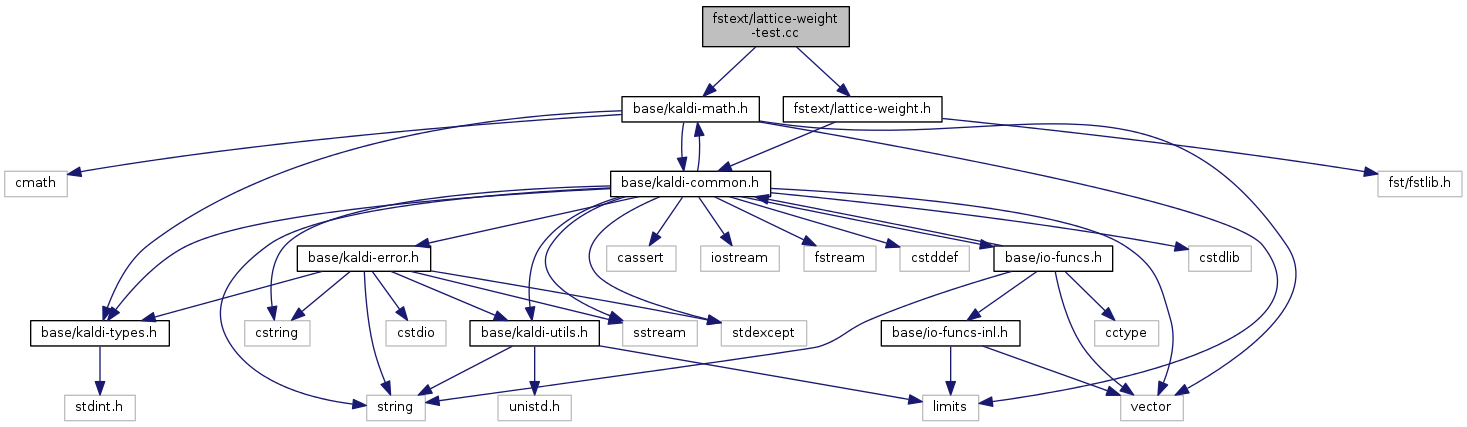 fstext/lattice-weight
-test.cc
base/kaldi-math.h
fstext/lattice-weight.h
cmath
base/kaldi-common.h
fst/fstlib.h
base/kaldi-error.h
cassert
iostream
fstream
cstddef
base/io-funcs.h
cstdlib
base/kaldi-types.h
cstring
cstdio
base/kaldi-utils.h
sstream
stdexcept
base/io-funcs-inl.h
cctype
stdint.h
string
unistd.h
limits
vector